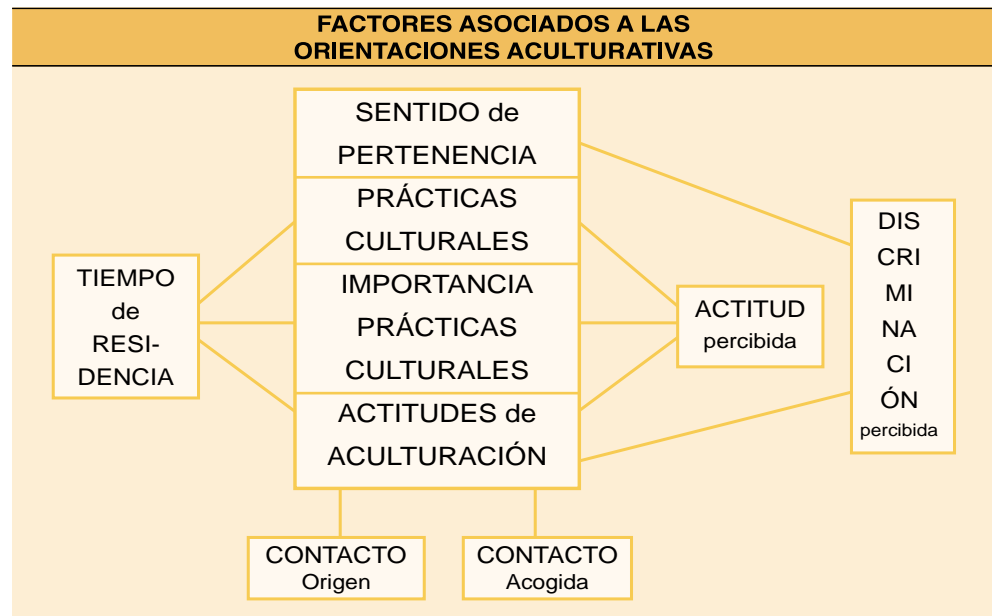 FACTORES ASOCIADOS A LAS
ORIENTACIONES ACULTURATIVAS
SENTIDO de
PERTENENCIA
PRÁCTICAS
CULTURALES
IMPORTANCIA
PRÁCTICAS
CULTURALES
ACTITUDES de
ACULTURACIÓN
TIEMPO
de
RESI-
DENCIA
ACTITUD
percibida
DIS
CRI
MI
NA
CI
ÓN
percibida
CONTACTO
Origen
CONTACTO
Acogida